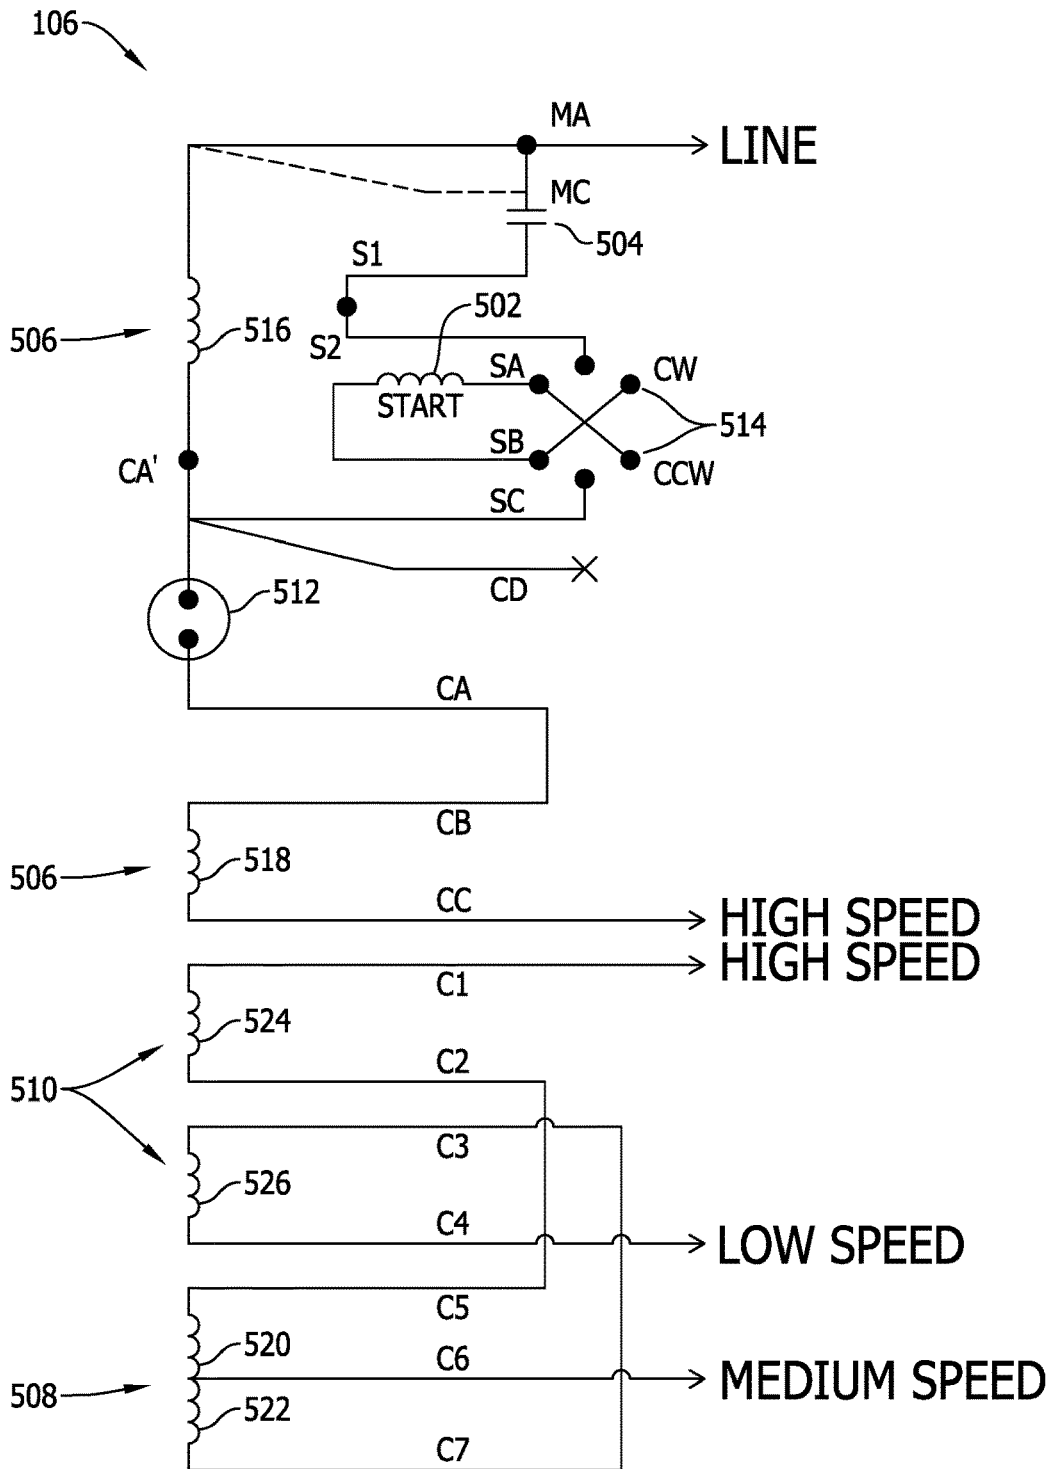 106
MA
LINE
MC
504
S1
502
506
516
S2
SA
CW
START
514
SB
CA'
CCW
SC
512
CD
CA
CB
506
518
CC
HIGH SPEED
HIGH SPEED
C1
524
C2
510
C3
526
C4
LOW SPEED
C5
520
C6
508
MEDIUM SPEED
522
C7